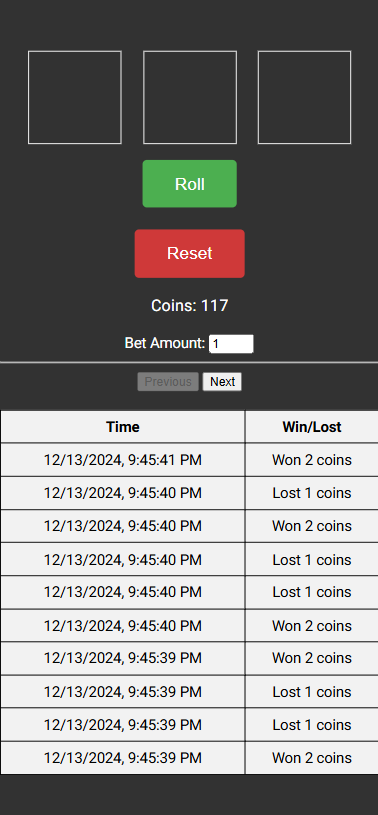 Roll
Reset
Coins: 117
Bet Amount: 1
Previous Next
Time Win/Lost
12/13/2024, 9:45:41 PM Won 2 coins
12/13/2024, 9:45:40 PM Lost 1 coins
12/13/2024, 9:45:40 PM Won 2 coins
12/13/2024, 9:45:40 PM Lost 1 coins
12/13/2024, 9:45:40 PM Lost 1 coins
12/13/2024, 9:45:40 PM Won 2 coins
12/13/2024, 9:45:39 PM Won 2 coins
12/13/2024, 9:45:39 PM Lost 1 coins
12/13/2024, 9:45:39 PM Lost 1 coins
12/13/2024, 9:45:39 PM Won 2 coins